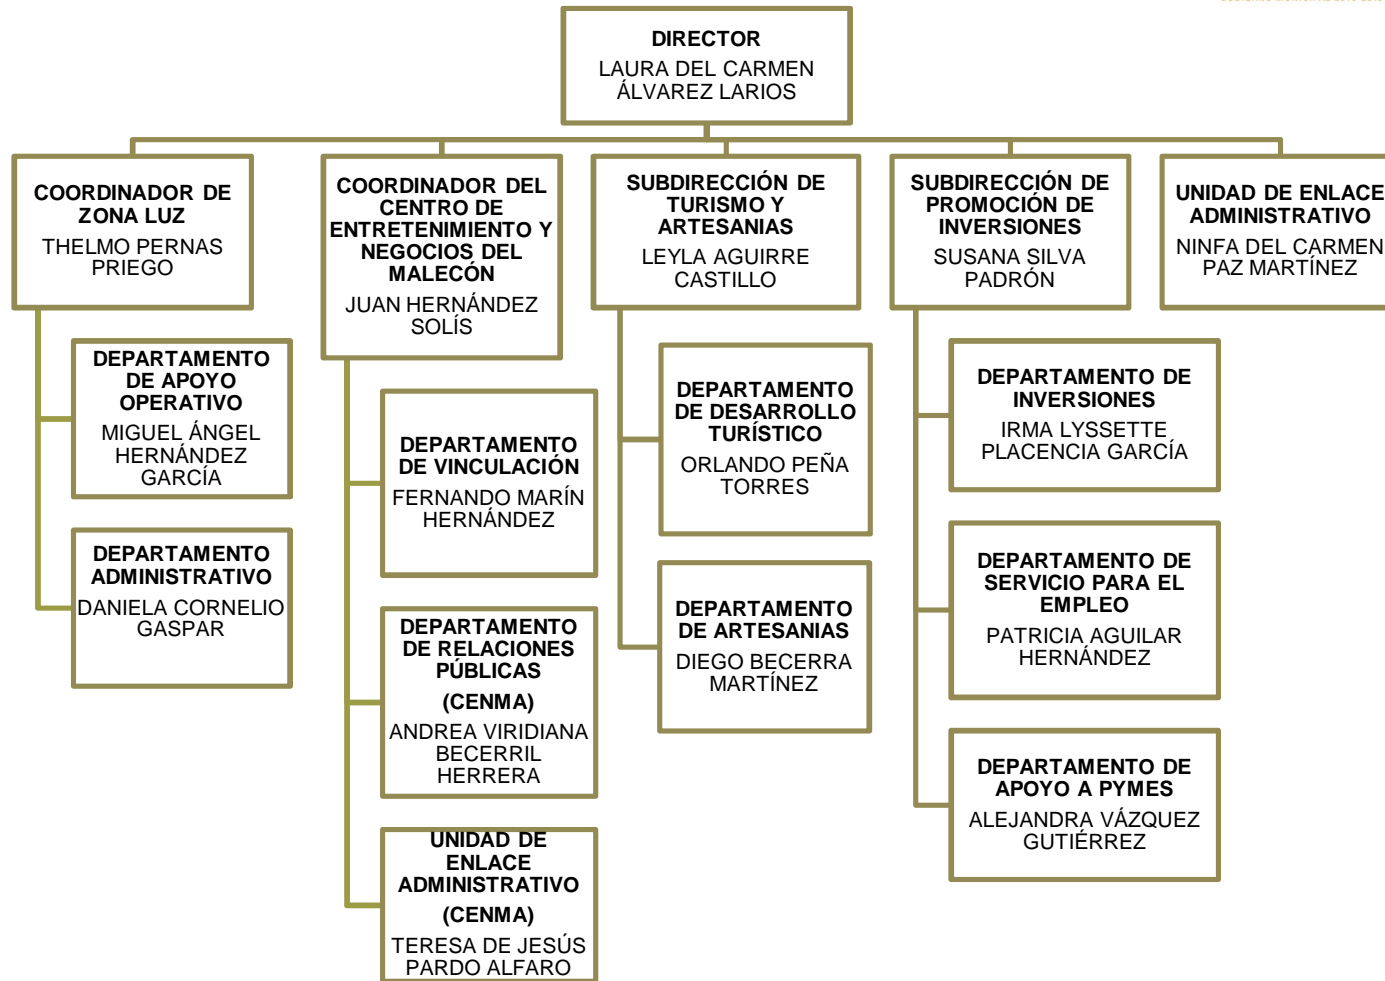 DIRECTOR
LAURA DEL CARMEN
ÁLVAREZ LARIOS
COORDINADOR DE
ZONA LUZ
THELMO PERNAS
PRIEGO
DEPARTAMENTO
DE APOYO
OPERATIVO
MIGUEL ÁNGEL
HERNÁNDEZ
GARCÍA
DEPARTAMENTO
ADMINISTRATIVO
DANIELA CORNELIO
GASPAR
COORDINADOR DEL
CENTRO DE
ENTRETENIMIENTO Y
NEGOCIOS DEL
MALECÓN
JUAN HERNÁNDEZ
SOLÍS
DEPARTAMENTO
DE VINCULACIÓN
FERNANDO MARÍN
HERNÁNDEZ
DEPARTAMENTO
DE RELACIONES
PÚBLICAS
(CENMA)
ANDREA VIRIDIANA
BECERRIL
HERRERA
UNIDAD DE
ENLACE
ADMINISTRATIVO
(CENMA)
TERESA DE JESÚS
PARDO ALFARO
SUBDIRECCIÓN DE
TURISMO Y
ARTESANIAS
LEYLA AGUIRRE
CASTILLO
DEPARTAMENTO
DE DESARROLLO
TURÍSTICO
ORLANDO PEÑA
TORRES
DEPARTAMENTO
DE ARTESANIAS
DIEGO BECERRA
MARTÍNEZ
SUBDIRECCIÓN DE
PROMOCIÓN DE
INVERSIONES
SUSANA SILVA
PADRÓN
DEPARTAMENTO DE
INVERSIONES
IRMA LYSSETTE
PLACENCIA GARCÍA
DEPARTAMENTO DE
SERVICIO PARA EL
EMPLEO
PATRICIA AGUILAR
HERNÁNDEZ
DEPARTAMENTO DE
APOYO A PYMES
ALEJANDRA VÁZQUEZ
GUTIÉRREZ
UNIDAD DE ENLACE
ADMINISTRATIVO
NINFA DEL CARMEN
PAZ MARTÍNEZ